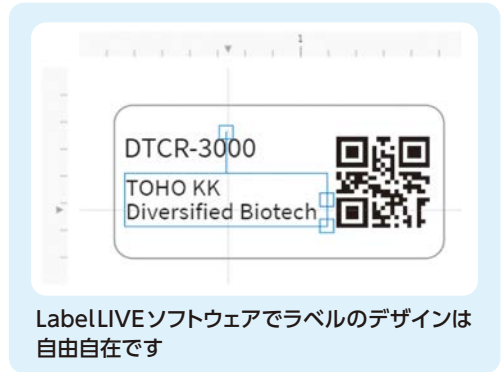 1
DTCR-3000
TOHO KK
Diversified Biotech
LabelLIVEソフトウェアでラベルのデザインは
自由自在です